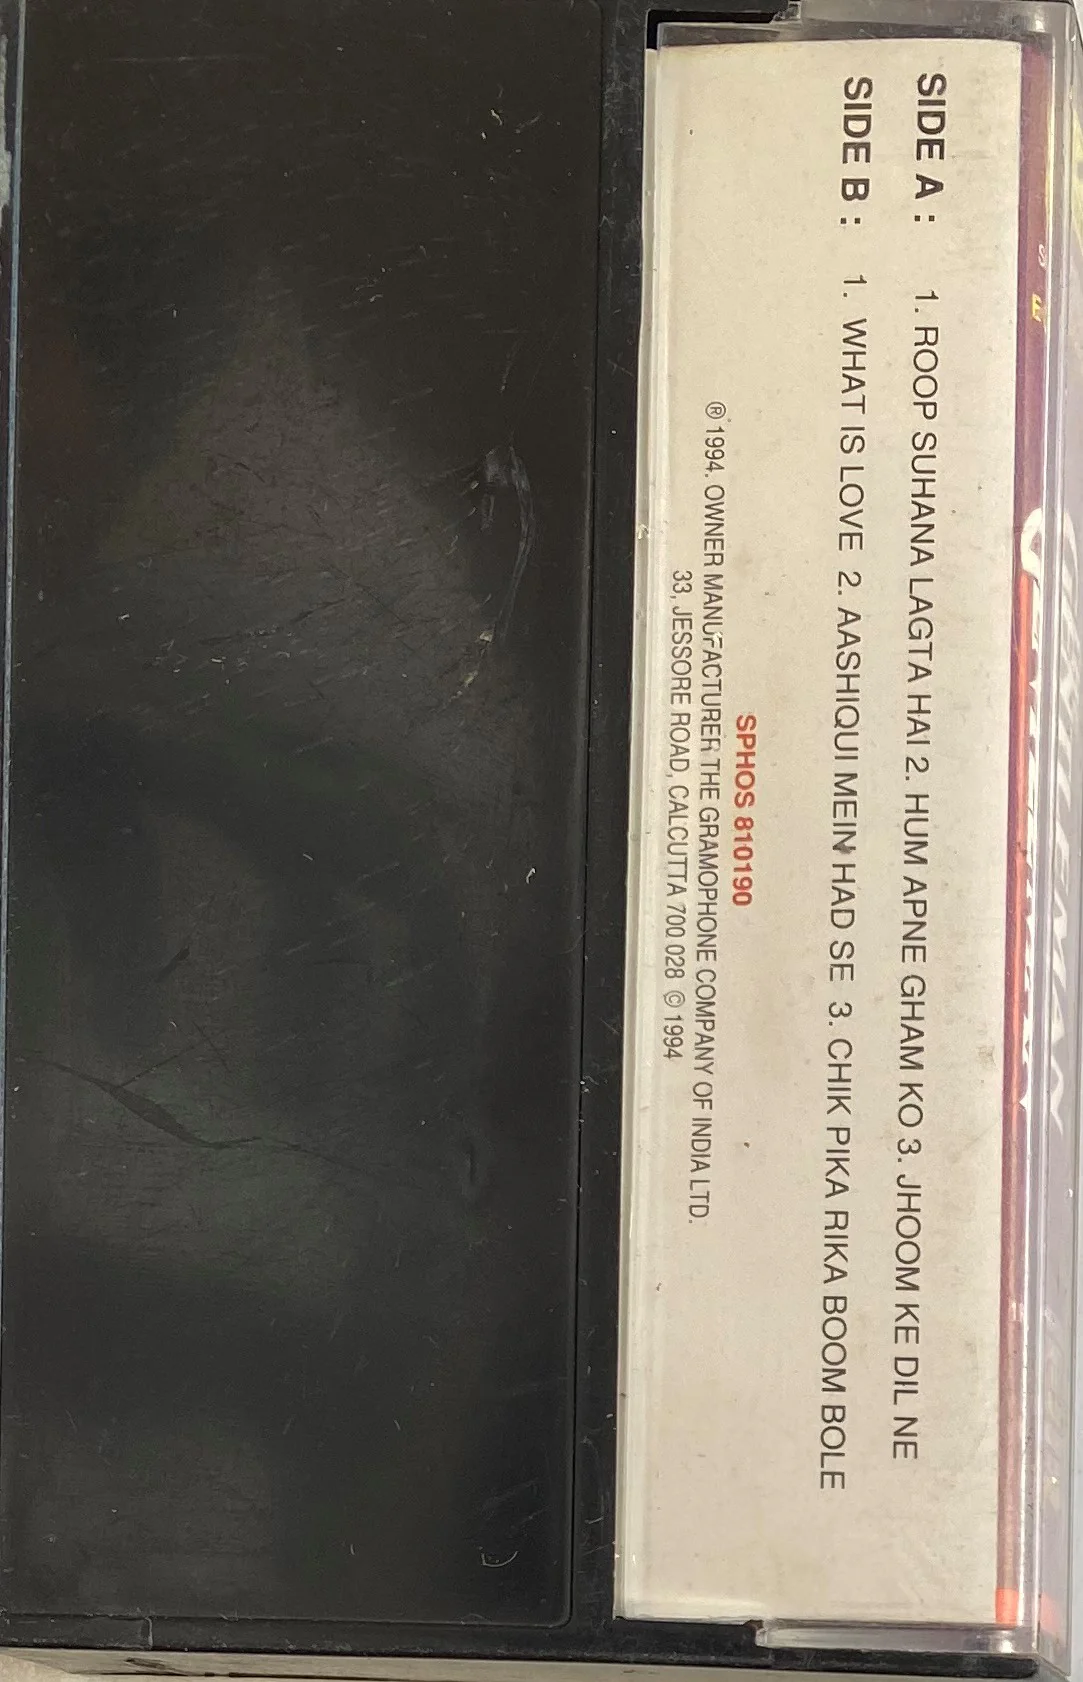 SIDE A : 1. ROOP SUHANA LAGTA HAI 2. HUM APNE GHAM KO 3. JHOOM KE DIL NE
SIDE B : 1. WHAT IS LOVE 2. AASHIQUI MEIN HAD SE 3. CHIK PIKA RIKA BOOM BOLE
SPHOS 810190
® 1994. OWNER MANUFACTURER THE GRAMOPHONE COMPANY OF INDIA LTD.
33, JESSORE ROAD, CALCUTTA 700 028 © 1994